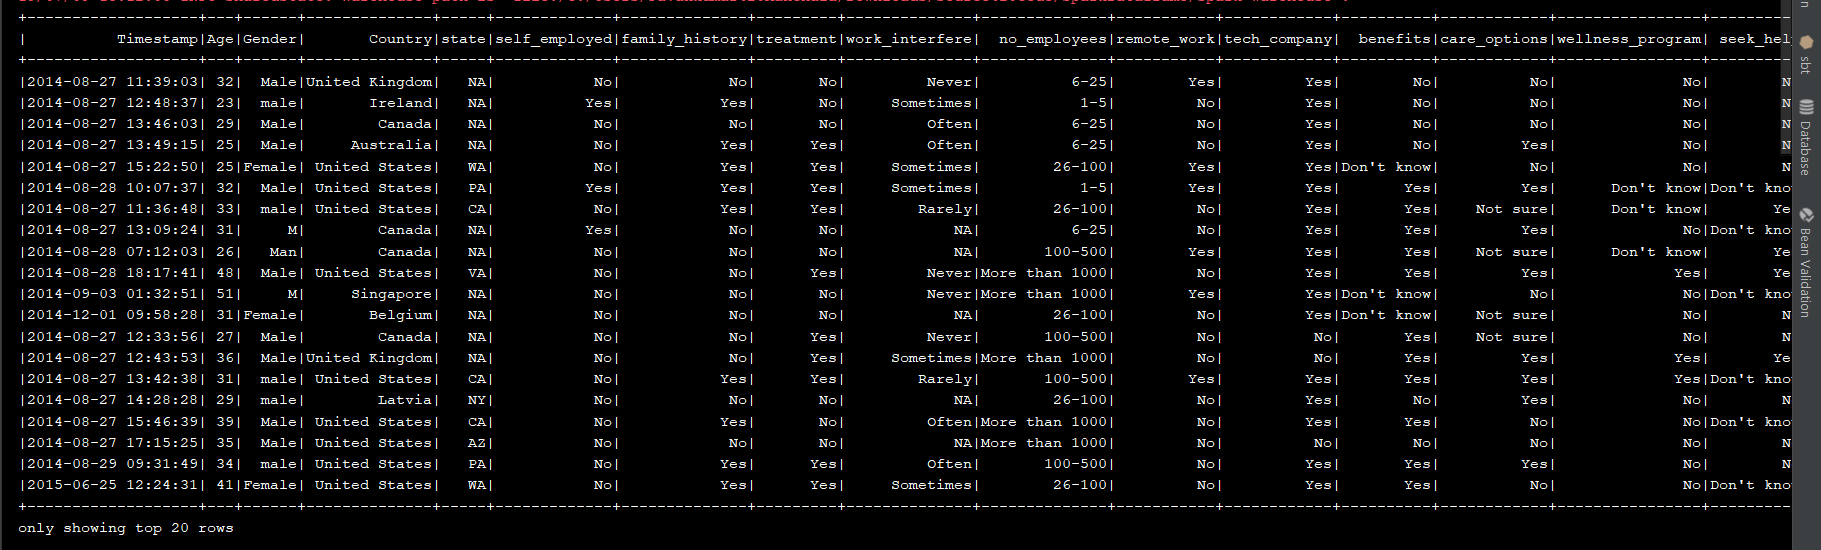 +-------------------+---+------+--------------+-----+-------------+--------------+---------+--------------+--------------+-----------+------------+----------+------------+----------------+---------
|          Timestamp|Age|Gender|       Country|state|self_employed|family_history|treatment|work_interfere|  no_employees|remote_work|tech_company|  benefits|care_options|wellness_program| seek_hel
+-------------------+---+------+--------------+-----+-------------+--------------+---------+--------------+--------------+-----------+------------+----------+------------+----------------+---------
|2014-08-27 11:39:03| 32|  Male|United Kingdom|   NA|           No|            No|       No|         Never|          6-25|        Yes|         Yes|        No|          No|              No|        N
|2014-08-27 12:48:37| 23|  male|       Ireland|   NA|          Yes|           Yes|       No|     Sometimes|           1-5|         No|         Yes|        No|          No|              No|        N
|2014-08-27 13:46:03| 29|  Male|        Canada|   NA|           No|            No|       No|         Often|          6-25|         No|         Yes|        No|          No|              No|        N
|2014-08-27 13:49:15| 25|  Male|     Australia|   NA|           No|           Yes|      Yes|         Often|          6-25|         No|         Yes|        No|         Yes|              No|        N
|2014-08-27 15:22:50| 25|Female| United States|   WA|           No|           Yes|      Yes|     Sometimes|        26-100|        Yes|         Yes|Don't know|          No|              No|        N
|2014-08-28 10:07:37| 32|  Male| United States|   PA|          Yes|           Yes|      Yes|     Sometimes|           1-5|        Yes|         Yes|       Yes|         Yes|      Don't know|Don't kno
|2014-08-27 11:36:48| 33|  male| United States|   CA|           No|           Yes|      Yes|        Rarely|        26-100|         No|         Yes|       Yes|    Not sure|      Don't know|       Ye
|2014-08-27 13:09:24| 31|     M|        Canada|   NA|          Yes|            No|       No|            NA|          6-25|         No|         Yes|       Yes|         Yes|              No|Don't kno
|2014-08-28 07:12:03| 26|   Man|        Canada|   NA|           No|            No|       No|            NA|       100-500|        Yes|         Yes|       Yes|    Not sure|      Don't know|       Ye
|2014-08-28 18:17:41| 48|  Male| United States|   VA|           No|            No|      Yes|         Never|More than 1000|         No|         Yes|       Yes|         Yes|             Yes|       Ye
|2014-09-03 01:32:51| 51|     M|     Singapore|   NA|           No|            No|       No|         Never|More than 1000|        Yes|         Yes|Don't know|          No|              No|Don't kno
|2014-12-01 09:58:28| 31|Female|       Belgium|   NA|           No|            No|       No|            NA|        26-100|         No|         Yes|Don't know|    Not sure|              No|        N
|2014-08-27 12:33:56| 27|  Male|        Canada|   NA|           No|            No|      Yes|         Never|       100-500|         No|          No|       Yes|    Not sure|              No|        N
|2014-08-27 12:43:53| 36|  Male|United Kingdom|   NA|           No|            No|      Yes|     Sometimes|More than 1000|         No|          No|       Yes|         Yes|             Yes|       Ye
|2014-08-27 13:42:38| 31|  male| United States|   CA|           No|           Yes|      Yes|        Rarely|       100-500|        Yes|         Yes|       Yes|         Yes|             Yes|Don't kno
|2014-08-27 14:28:28| 29|  male|        Latvia|   NY|           No|            No|       No|            NA|        26-100|         No|         Yes|        No|         Yes|              No|        N
|2014-08-27 15:46:39| 39|  Male| United States|   CA|           No|           Yes|       No|         Often|More than 1000|         No|         Yes|       Yes|          No|              No|Don't kno
|2014-08-27 17:15:25| 35|  Male| United States|   AZ|           No|            No|       No|            NA|More than 1000|         No|          No|        No|          No|              No|        N
|2014-08-29 09:31:49| 34|  male| United States|   PA|           No|           Yes|      Yes|         Often|       100-500|         No|         Yes|       Yes|         Yes|              No|        N
|2015-06-25 12:24:31| 41|Female| United States|   WA|           No|           Yes|      Yes|     Sometimes|        26-100|         No|         Yes|       Yes|          No|              No|Don't kno
+-------------------+---+------+--------------+-----+-------------+--------------+---------+--------------+--------------+-----------+------------+----------+------------+----------------+---------
only showing top 20 rows
n
sbt
Database
Bean Validation